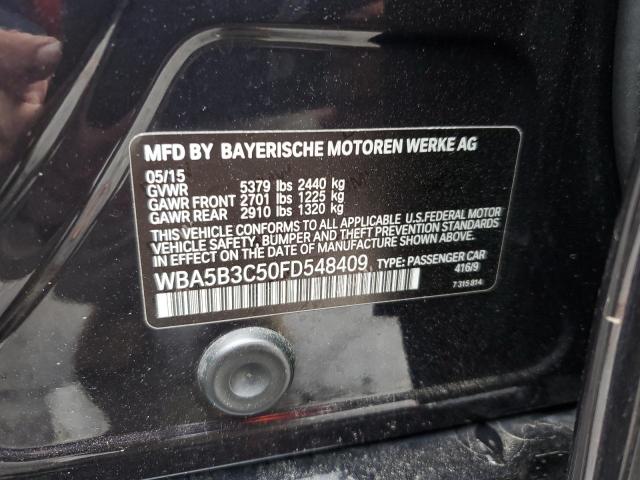 MFD BY BAYERISCHE MOTOREN WERKE AG
05/15
GVWR 5379 lbs 2440 kg
GAWR FRONT 2701 lbs 1225 kg
GAWR REAR 2910 lbs 1320 kg
THIS VEHICLE CONFORMS TO ALL APPLICABLE U.S.FEDERAL MOTOR
VEHICLE SAFETY, BUMPER, AND THEFT PREVENTION STANDARDS
IN EFFECT ON THE DATE OF MANUFACTURE SHOWN ABOVE.
WBA5B3C50FD548409 TYPE: PASSENGER CAR
416/9
7 315 814